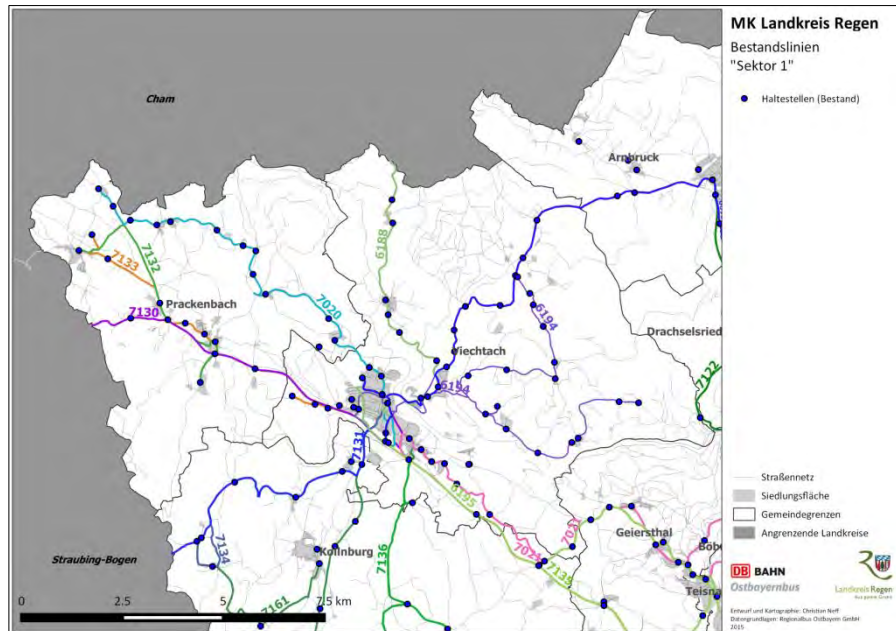 MK Landkreis Regen
Bestandslinien
"Sektor 1"
Haltestellen (Bestand)
Cham
Arnbruck
6188
7132
7133
Prackenbach
7130
7020
6194
Drachselsried
Viechtach
6194
7122
7131
6195
7134
Kollnburg
7136
7025
7135
Geiersthal
Teisna
Straubing-Bogen
7161
0
2.5
5
7.5 km
Straßennetz
Siedlungsfläche
Gemeindegrenzen
Angrenzende Landkreise
DB BAHN
Ostbayernbus
Landkreis Regen
Entwurf und Kartographie: Christian Neff
Datengrundlagen: RegionalBus Ostbayern GmbH
2015